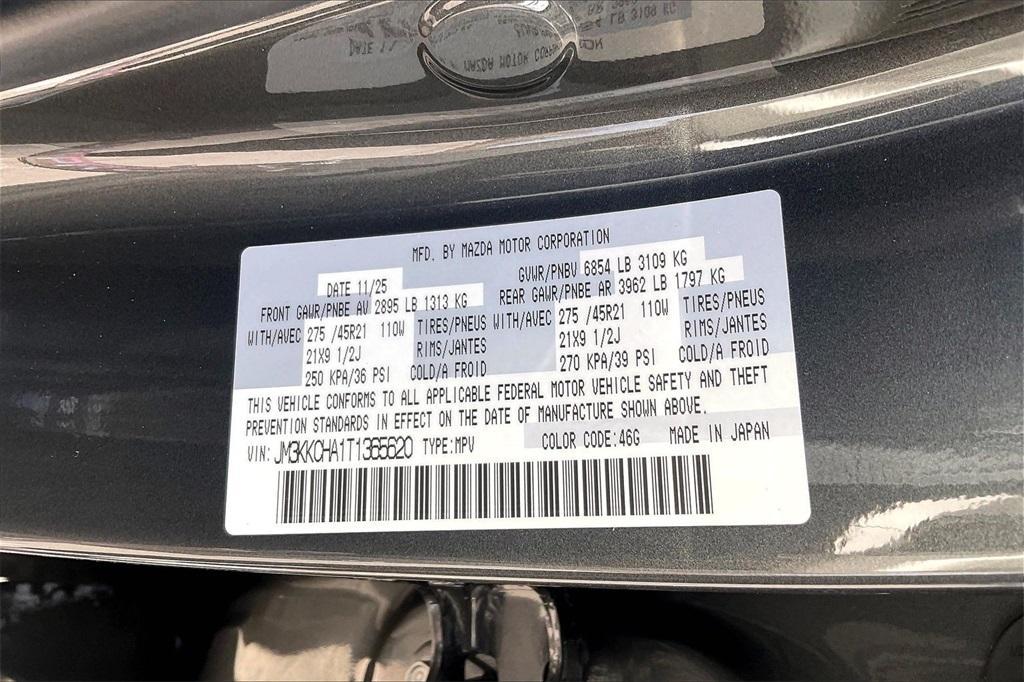 MFD. BY MAZDA MOTOR CORPORATION
DATE 11/25 GVWR/PNBV 6854 LB 3109 KG
FRONT GAWR/PNBE AV 2895 LB 1313 KG REAR GAWR/PNBE AR 3962 LB 1797 KG
WITH/AVEC 275 /45R21 110W TIRES/PNEUS WITH/AVEC 275 /45R21 110W TIRES/PNEUS
21X9 1/2J RIMS/JANTES 21X9 1/2J RIMS/JANTES
250 KPA/36 PSI COLD/A FROID 270 KPA/39 PSI COLD/A FROID
THIS VEHICLE CONFORMS TO ALL APPLICABLE FEDERAL MOTOR VEHICLE SAFETY AND THEFT
PREVENTION STANDARDS IN EFFECT ON THE DATE OF MANUFACTURE SHOWN ABOVE.
VIN: JM3KKCHA1T1365620 TYPE:MPV COLOR CODE:46G MADE IN JAPAN